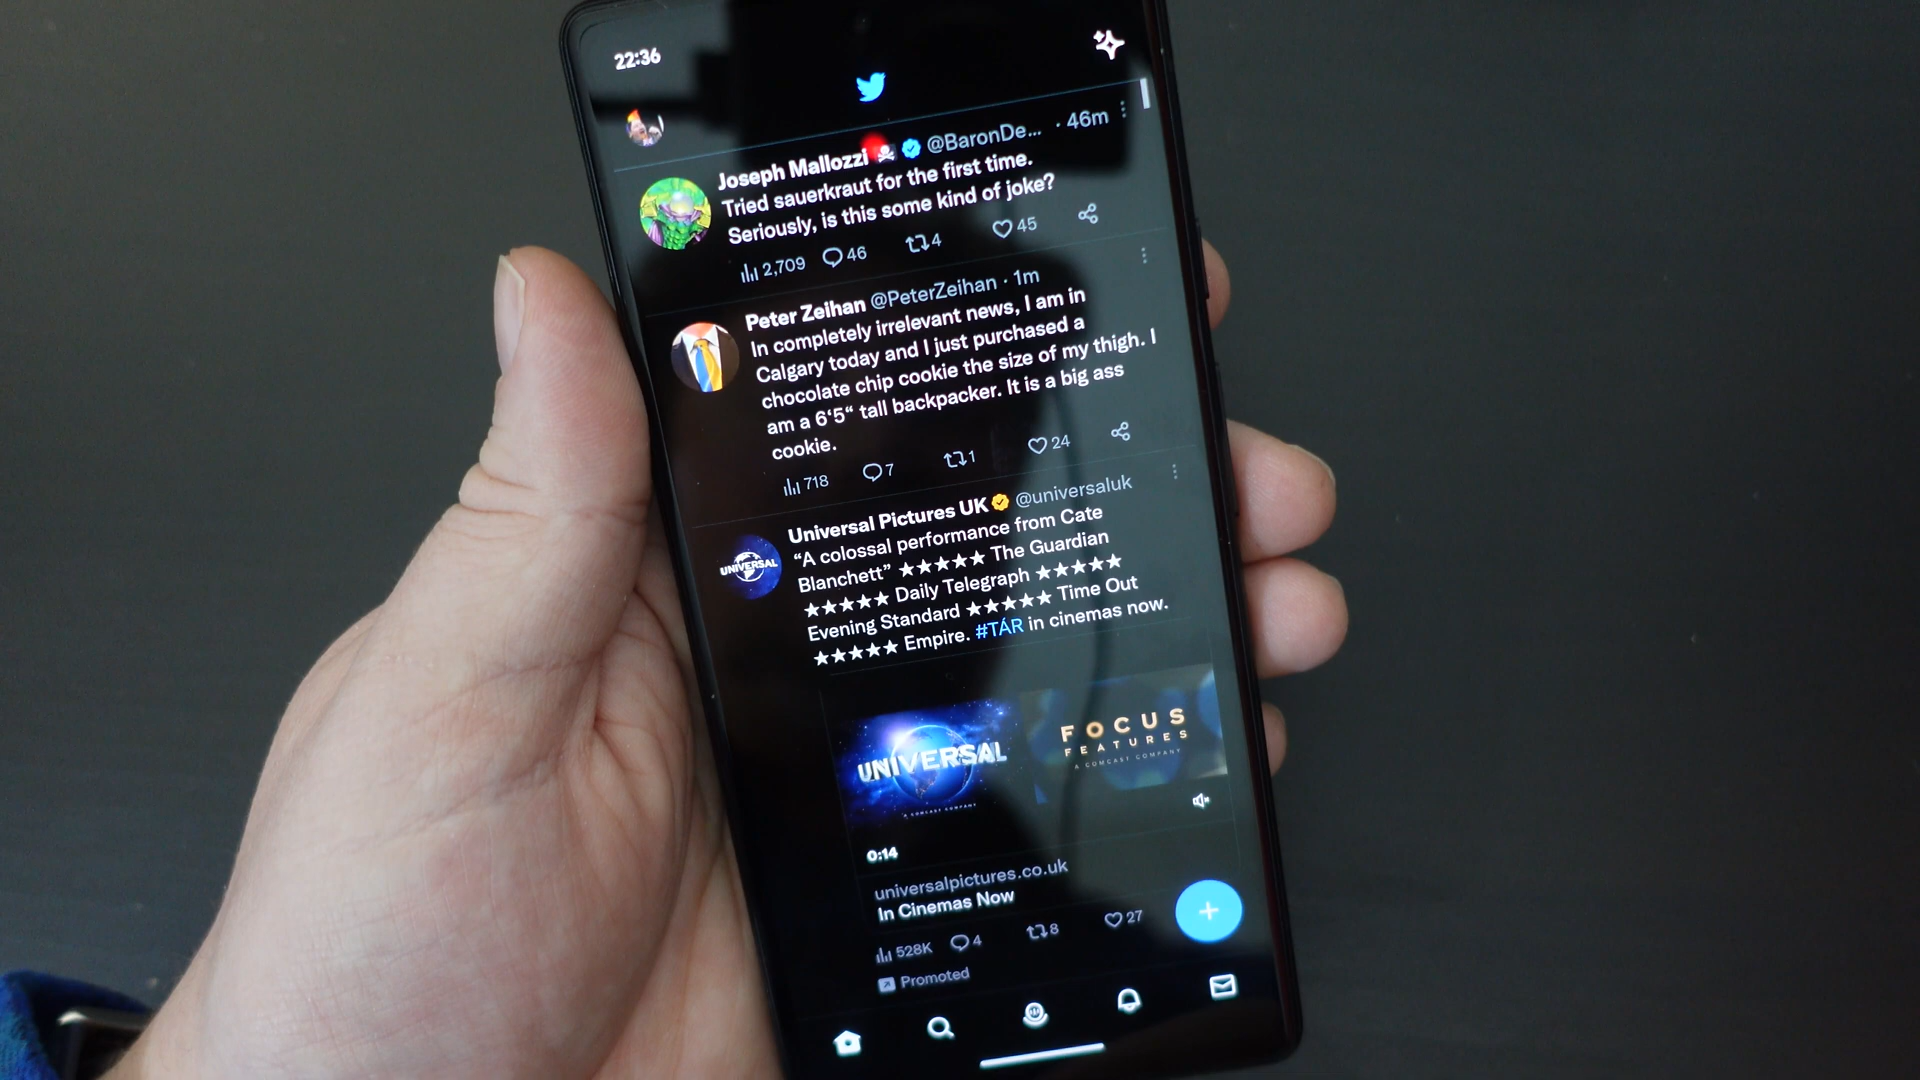 22:36
Joseph Mallozzi @BaronDe... · 46m
Tried sauerkraut for the first time.
Seriously, is this some kind of joke?
2,709 46 4 45
Peter Zeihan @PeterZeihan · 1m
In completely irrelevant news, I am in
Calgary today and I just purchased a
chocolate chip cookie the size of my thigh. I
am a 6‘5“ tall backpacker. It is a big ass
cookie.
718 7 1 24
Universal Pictures UK @universaluk
“A colossal performance from Cate
Blanchett” ★★★★★ The Guardian
★★★★★ Daily Telegraph ★★★★★
Evening Standard ★★★★★ Time Out
★★★★★ Empire. #TÁR in cinemas now.
UNIVERSAL
UNIVERSAL
A COMCAST COMPANY
FOCUS
FEATURES
A COMCAST COMPANY
0:14
universalpictures.co.uk
In Cinemas Now
528K 4 8 27
Promoted